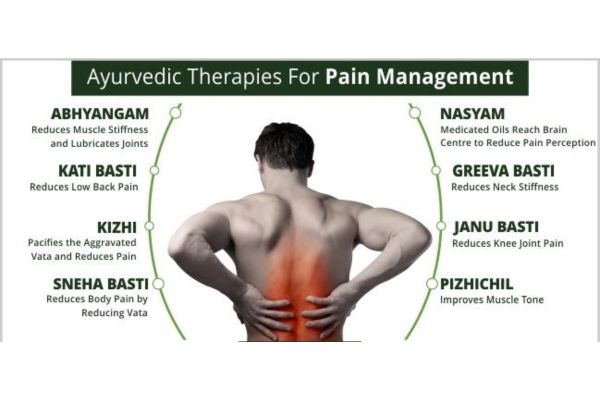 Ayurvedic Therapies For Pain Management
ABHYANGAM
Reduces Muscle Stiffness
and Lubricates Joints
KATI BASTI
Reduces Low Back Pain
KIZHI
Pacifies the Aggravated
Vata and Reduces Pain
SNEHA BASTI
Reduces Body Pain by
Reducing Vata
NASYAM
Medicated Oils Reach Brain
Centre to Reduce Pain Perception
GREEVA BASTI
Reduces Neck Stiffness
JANU BASTI
Reduces Knee Joint Pain
PIZHICHIL
Improves Muscle Tone